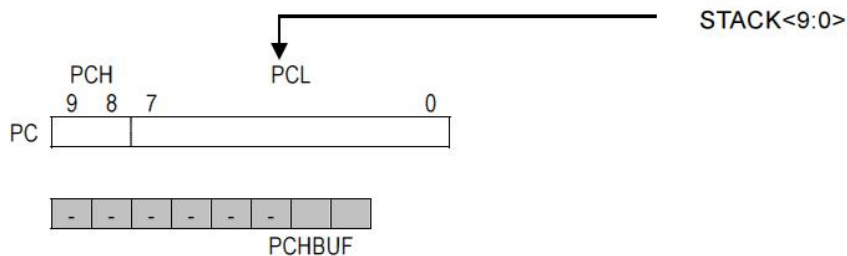 STACK<9:0>
PCH PCL
9 8 7 0
PC
- - - - - -
PCHBUF